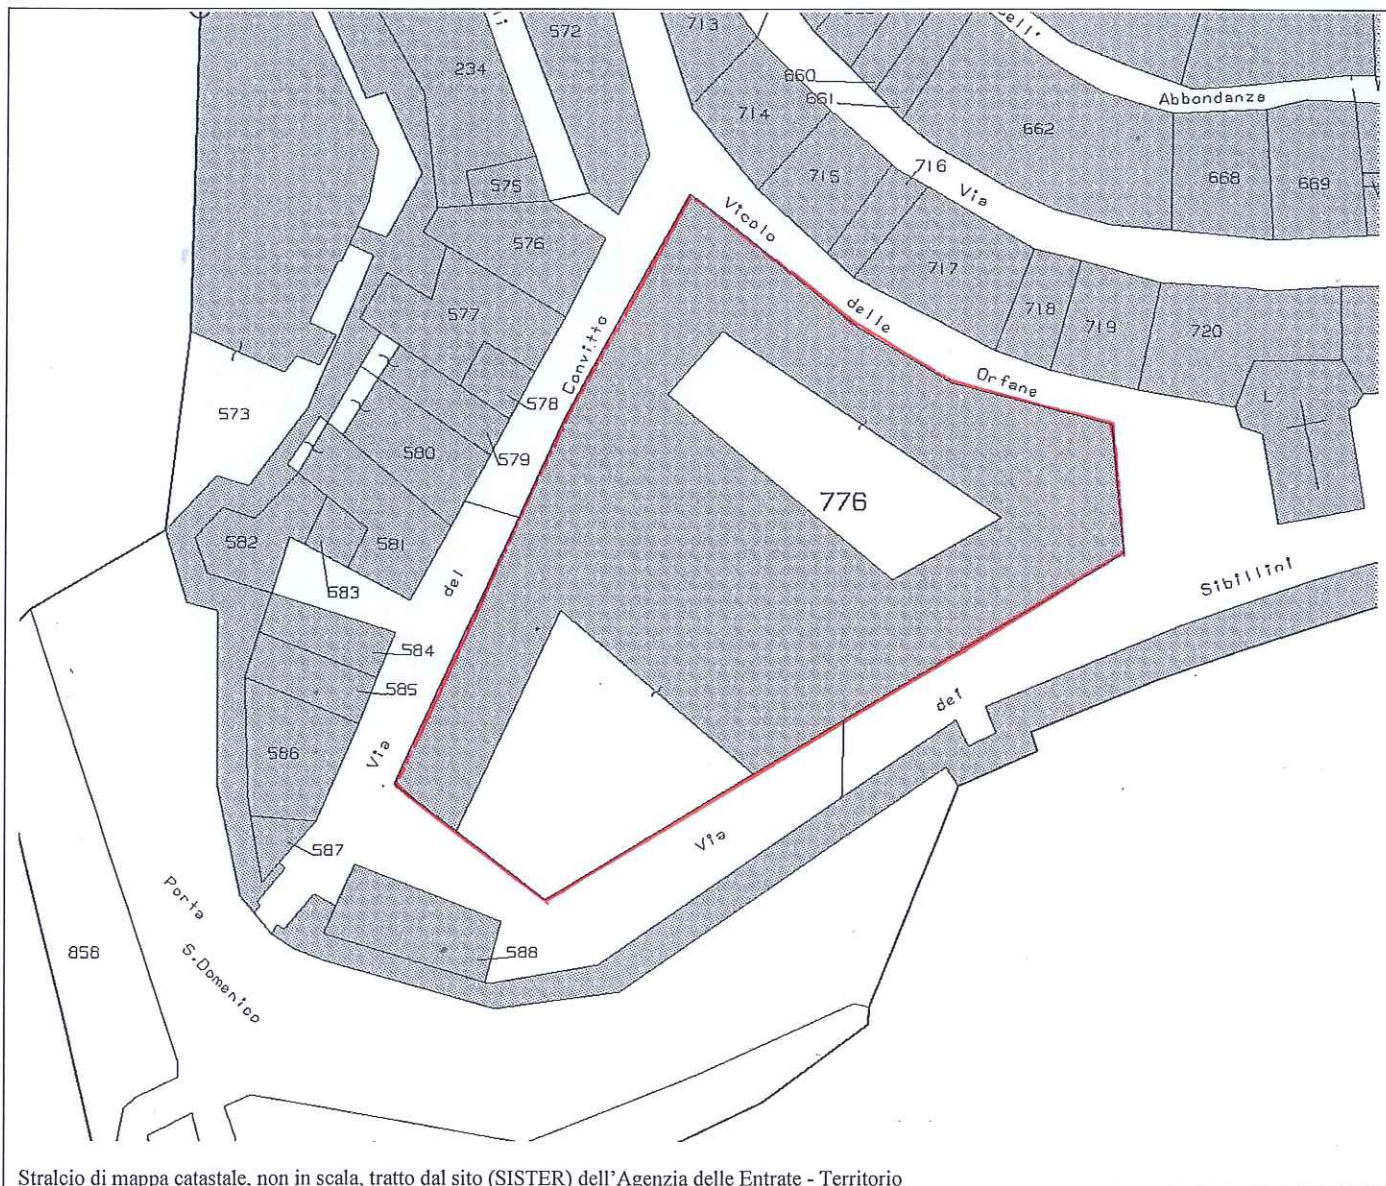 572
713
dell'
234
660
661
Abbondanza
714
662
575
715
716
668
669
Via
576
Vicolo
717
577
delle
718
719
720
Convitto
Orfane
L
578
573
580
579
776
582
581
del
Sibillini
583
584
585
dei
586
Via
587
Via
Porta
588
858
S.Domenico
Stralcio di mappa catastale, non in scala, tratto dal sito (SISTER) dell'Agenzia delle Entrate - Territorio